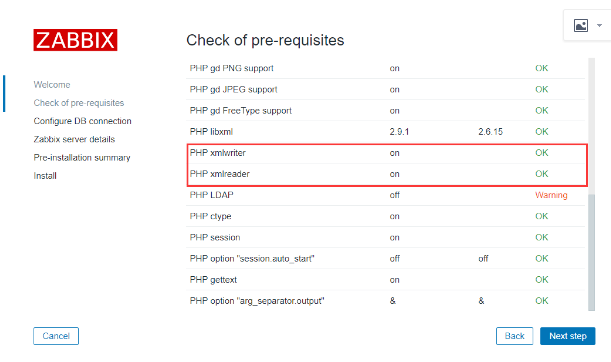 ZABBIX
Check of pre-requisites
Welcome
Check of pre-requisites
Configure DB connection
Zabbix server details
Pre-installation summary
Install
PHP gd PNG support on OK
PHP gd JPEG support on OK
PHP gd FreeType support on OK
PHP libxml 2.9.1 2.6.15 OK
PHP xmlwriter on OK
PHP xmlreader on OK
PHP LDAP off Warning
PHP ctype on OK
PHP session on OK
PHP option "session.auto_start" off off OK
PHP gettext on OK
PHP option "arg_separator.output" & & OK
Cancel Back Next step